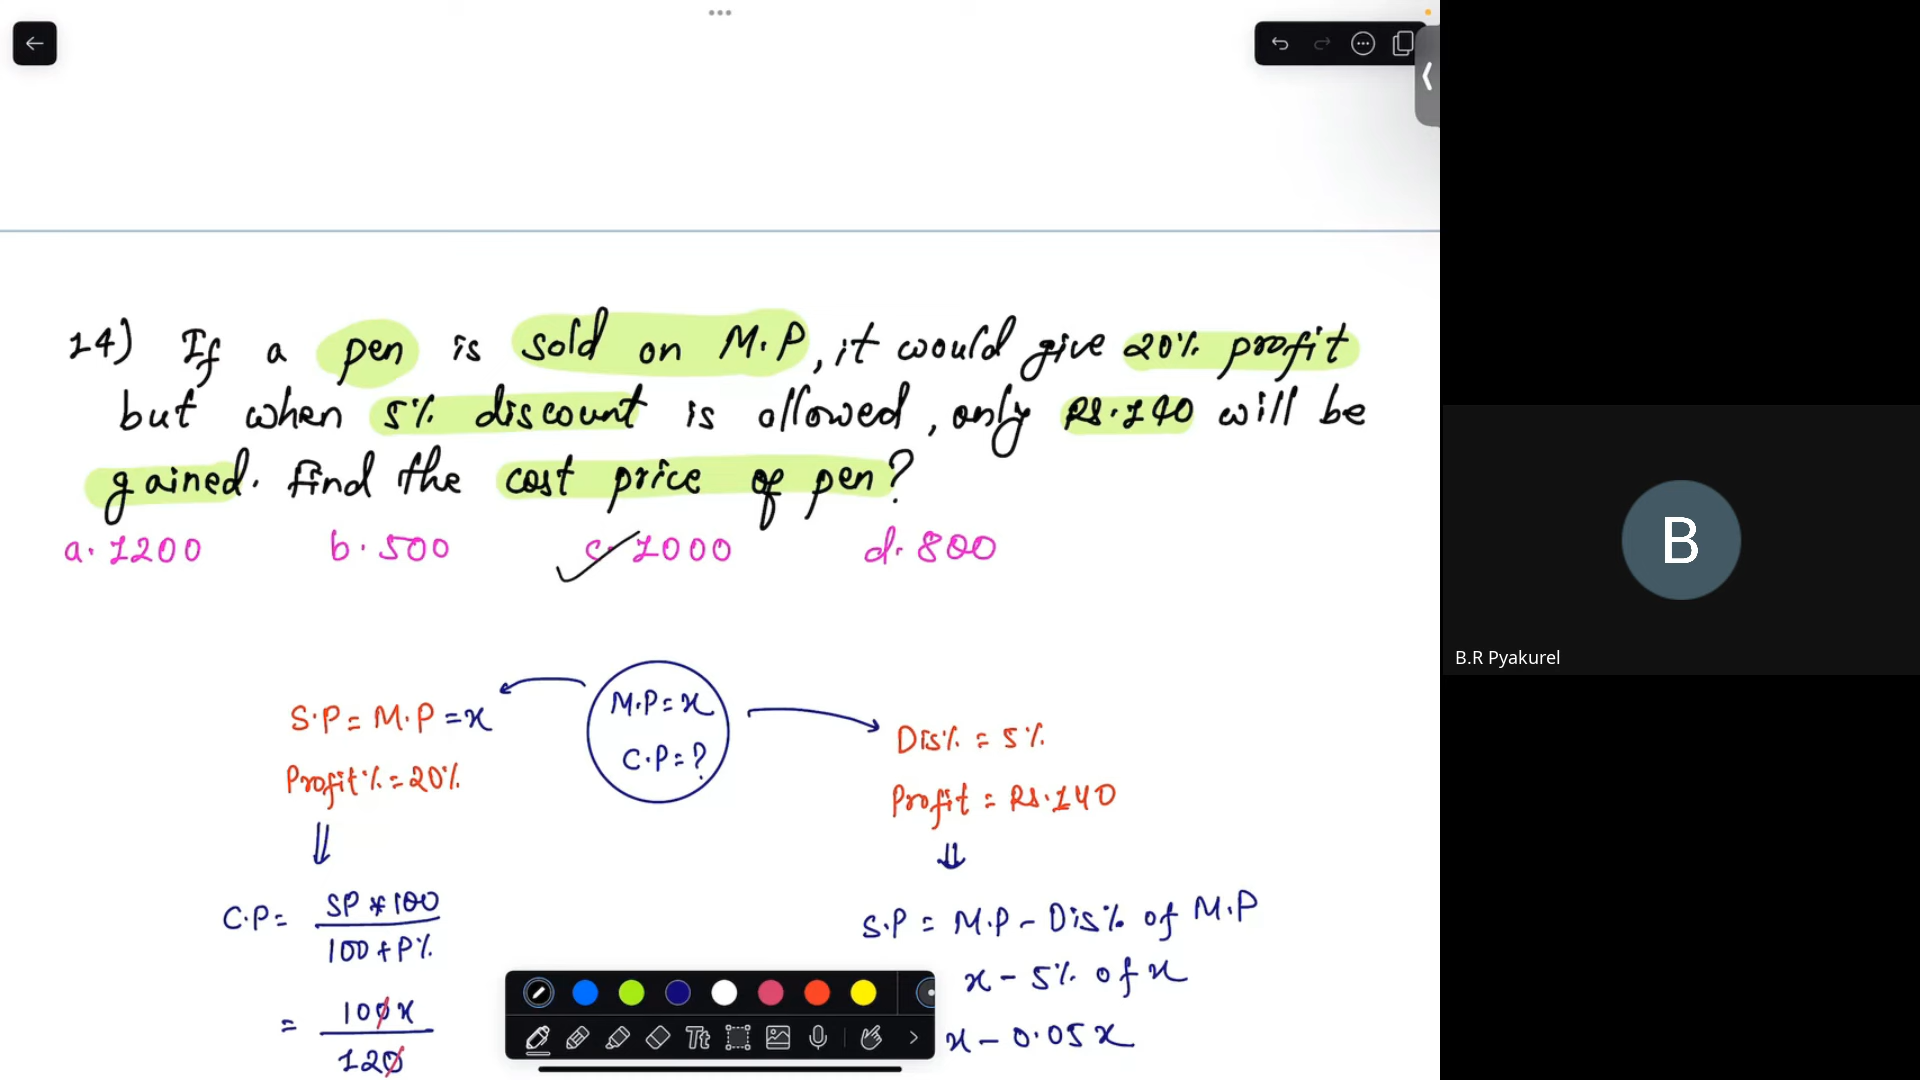 14) If a pen is sold on M.P, it would give 20% profit
but when 5% discount is allowed, only Rs.140 will be
gained. find the cost price of pen?
a. 1200 b. 500 c. 1000 d. 800
M.P = x
C.P = ?
S.P = M.P = x
Profit% = 20%
Dis% = 5%
Profit = Rs.140
C.P = SP * 100
100 + P%
= 100x
120
S.P = M.P - Dis% of M.P
x - 5% of x
x - 0.05x
Tt
B
B.R Pyakurel